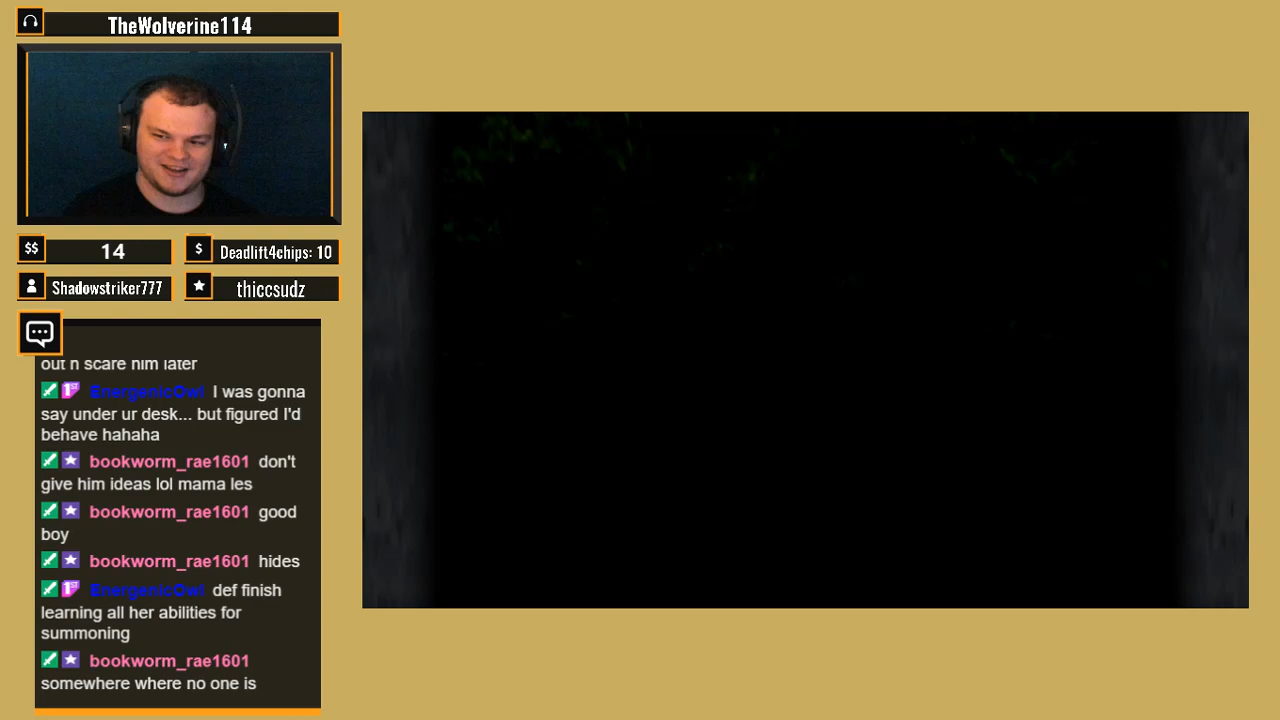 TheWolverine114
$$ 14
$ Deadlift4chips: 10
Shadowstriker777
thiccsudz
out n scare him later
EnergenicOwl I was gonna
say under ur desk... but figured I'd
behave hahaha
bookworm_rae1601 don't
give him ideas lol mama les
bookworm_rae1601 good
boy
bookworm_rae1601 hides
EnergenicOwl def finish
learning all her abilities for
summoning
bookworm_rae1601
somewhere where no one is